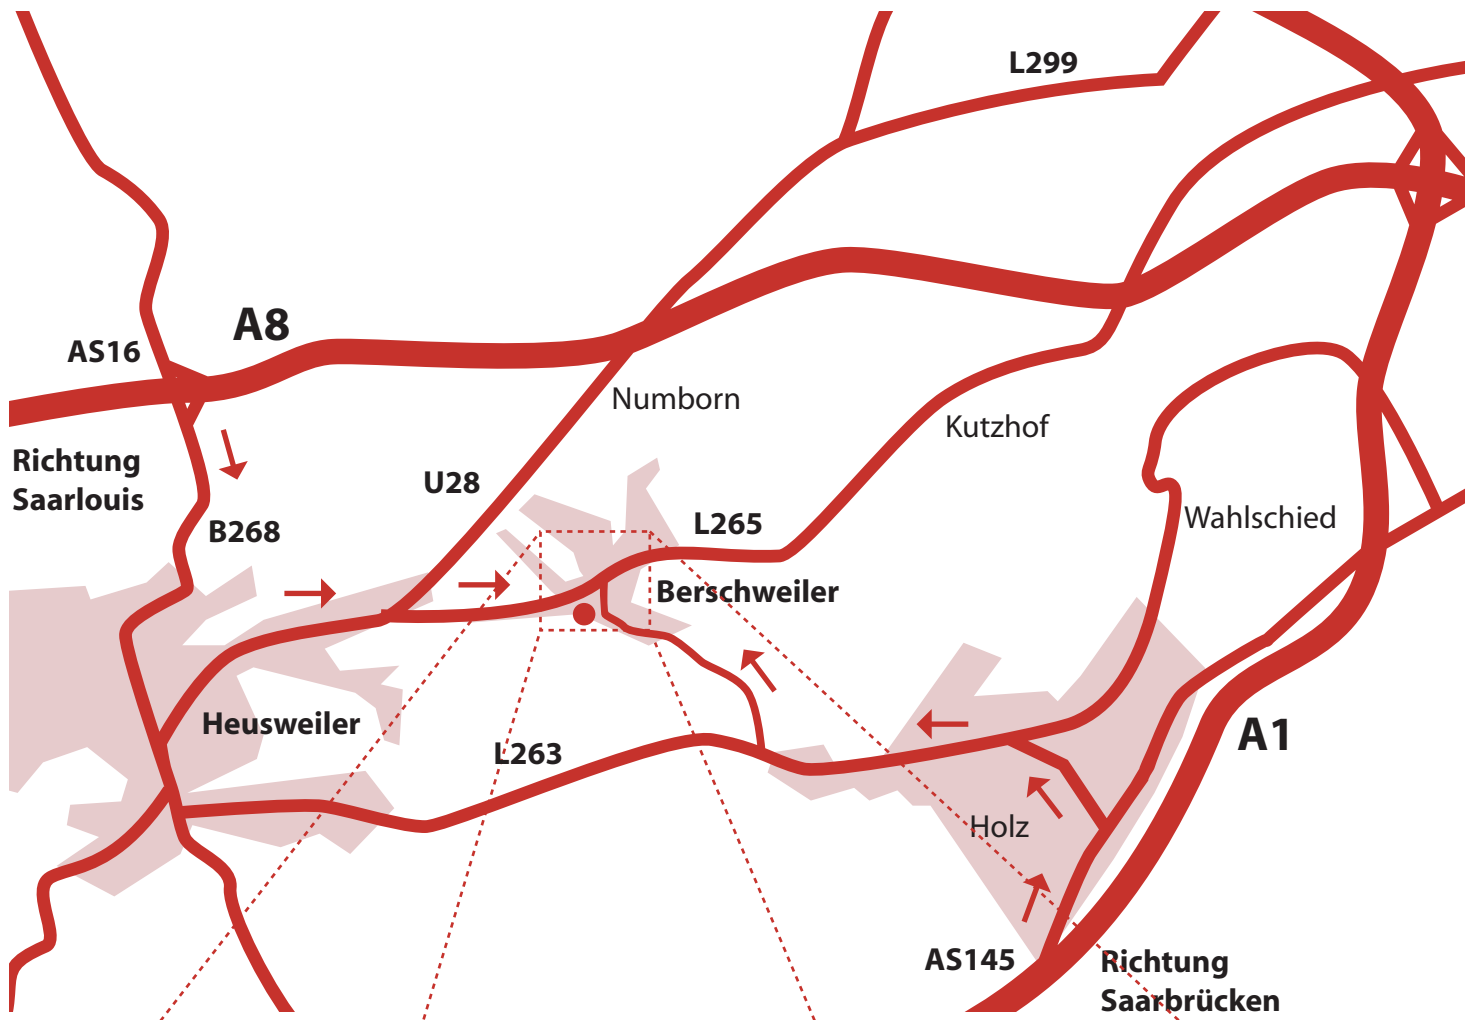 L299
A8
AS16
Numborn
Kutzhof
Richtung
Saarlouis
U28
B268
L265
Wahlschied
Berschweiler
Heusweiler
L263
A1
Holz
AS145
Richtung
Saarbrücken